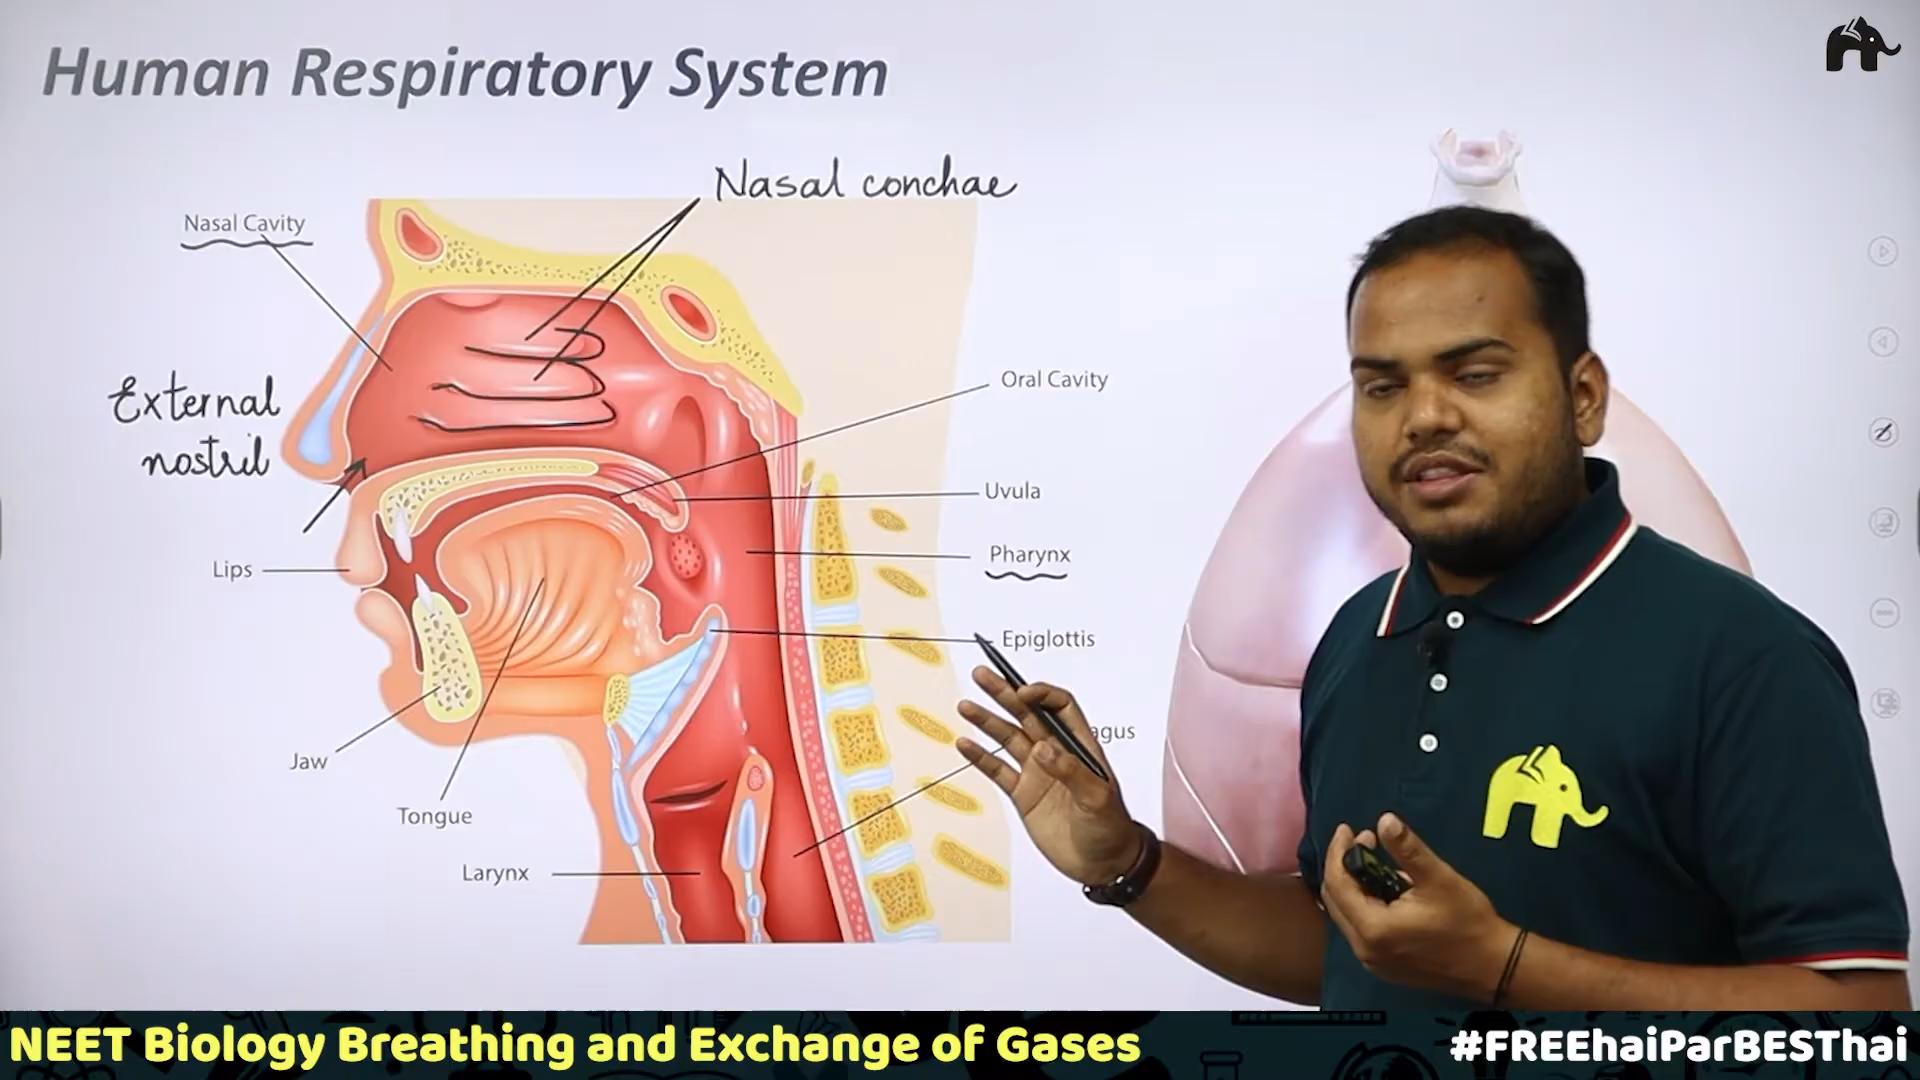 Human Respiratory System
Nasal conchae
Nasal Cavity
External
nostril
Oral Cavity
Uvula
Pharynx
Lips
Epiglottis
agus
Jaw
Tongue
Larynx
NEET Biology Breathing and Exchange of Gases
#FREEhaiParBESThai